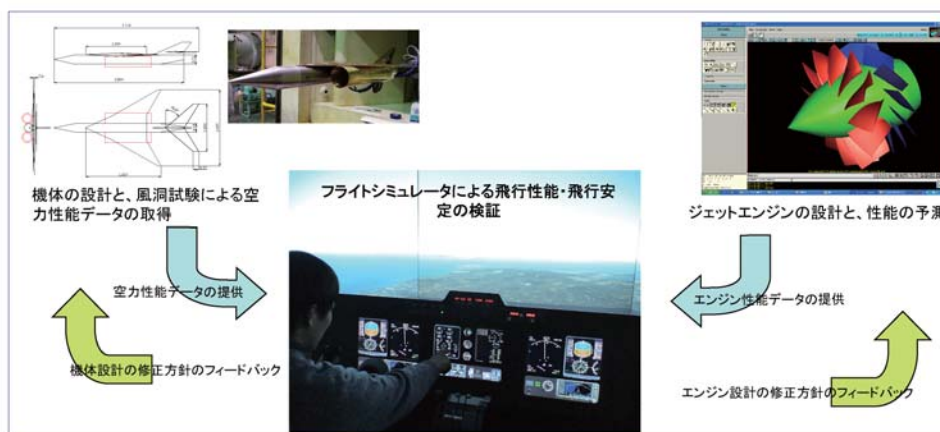 機体の設計と、風洞試験による空
力性能データの取得
フライトシミュレータによる飛行性能・飛行安
定の検証
ジェットエンジンの設計と、性能の予測
空力性能データの提供
エンジン性能データの提供
機体設計の修正方針のフィードバック
エンジン設計の修正方針のフィードバック